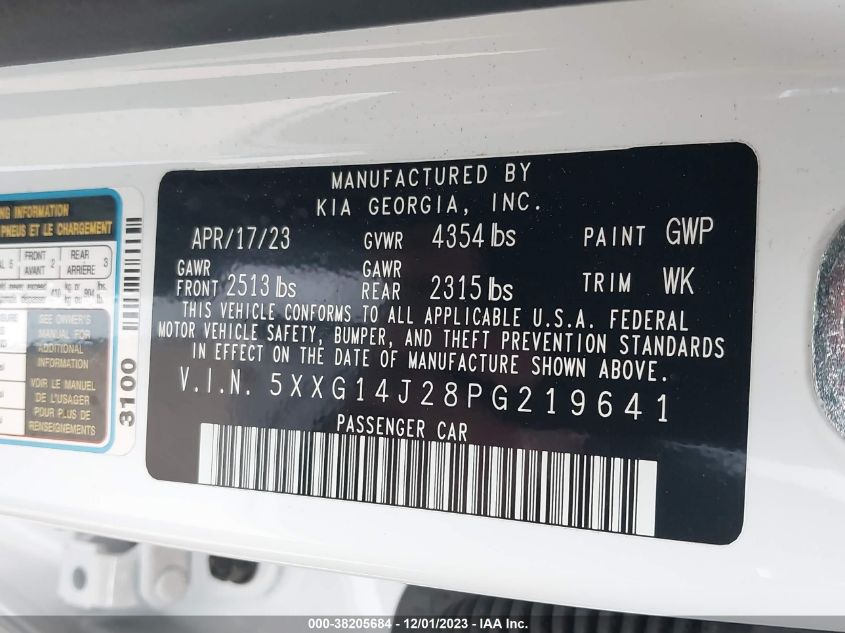 MANUFACTURED BY
KIA GEORGIA, INC.
APR/17/23 GVWR 4354 lbs PAINT GWP
GAWR FRONT 2513 lbs GAWR REAR 2315 lbs TRIM WK
THIS VEHICLE CONFORMS TO ALL APPLICABLE U.S.A. FEDERAL
MOTOR VEHICLE SAFETY, BUMPER, AND THEFT PREVENTION STANDARDS
IN EFFECT ON THE DATE OF MANUFACTURE SHOWN ABOVE.
V.I.N. 5XXG14J28PG219641
PASSENGER CAR
INFORMATION
PNEUS ET LE CHARGEMENT
FRONT 2 REAR 3
AVANT ARRIÈRE
SEE OWNER'S
MANUAL FOR
ADDITIONAL
INFORMATION
VOIR LE MANUEL
DE L'USAGER
POUR PLUS DE
RENSEIGNEMENTS
3100
000-38205684 - 12/01/2023 - IAA Inc.